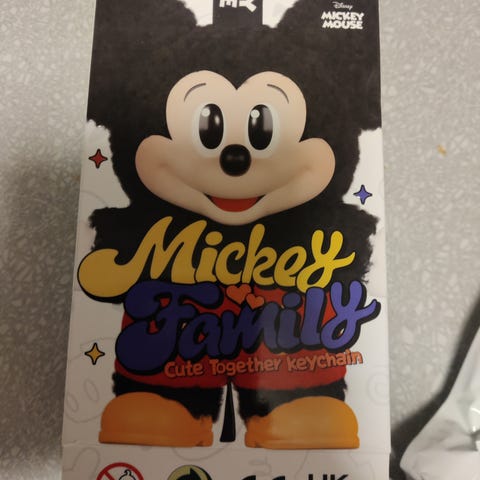 Disney
MICKEY
MOUSE
Mickey
Family
Cute Together Keychain